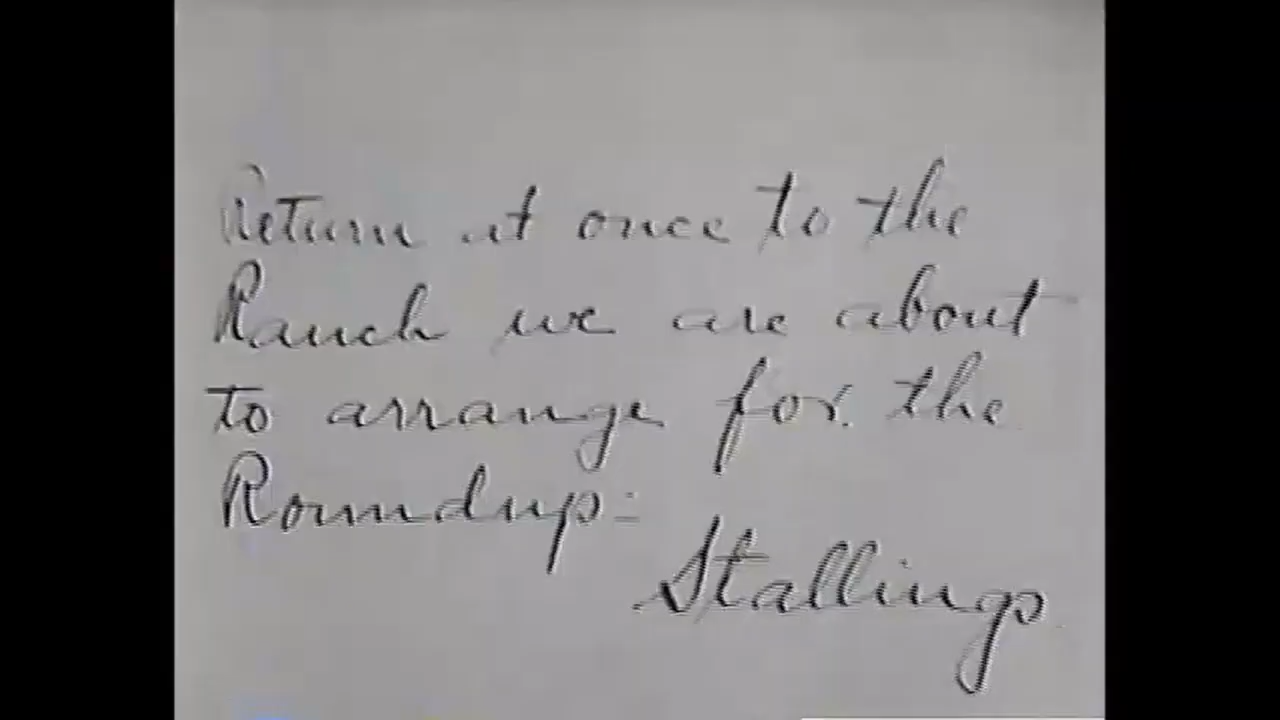 Return at once to the
Ranch we are about
to arrange for the
Roundup:
Stallings